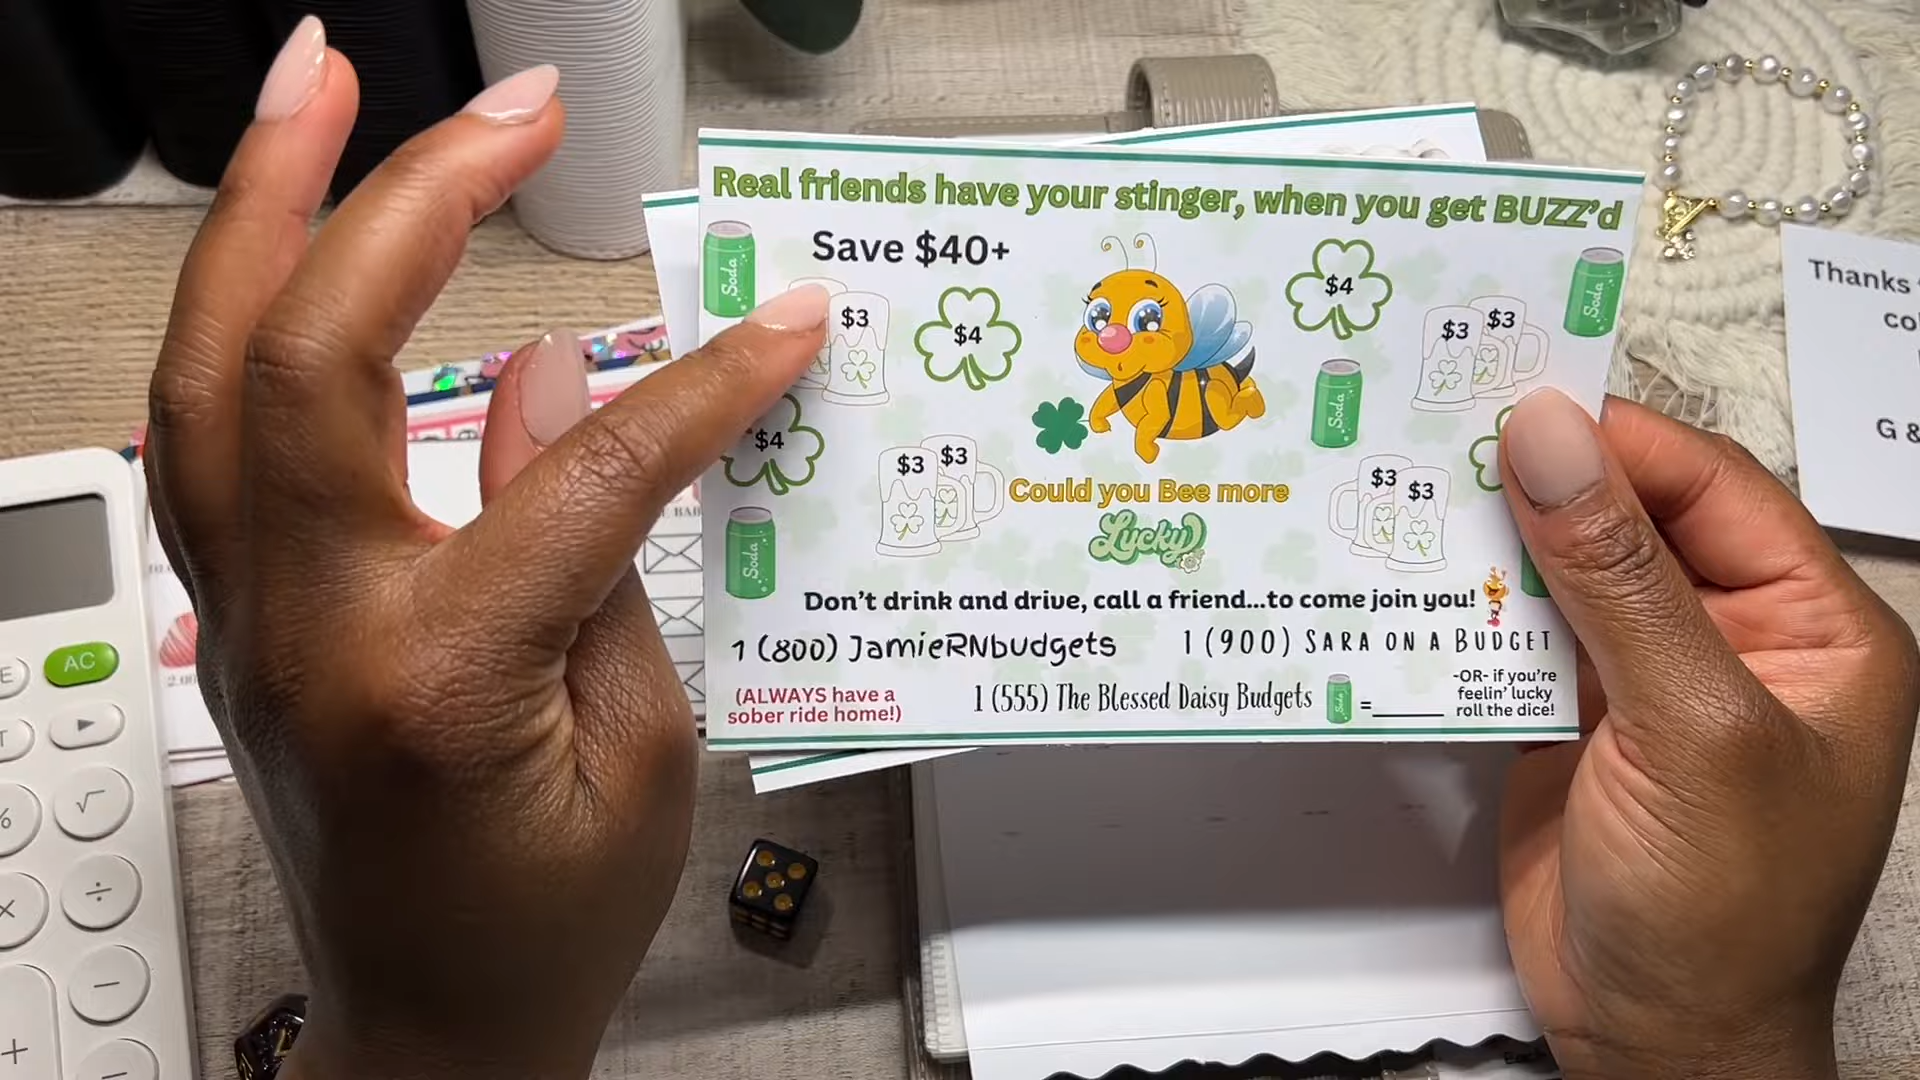 Real friends have your stinger, when you get BUZZ'd
Save $40+
Soda
$3
$4
$4
$3 $3
Soda
Soda
$4
$3 $3
$3 $3
Could you Bee more
Lucky
Soda
Don't drink and drive, call a friend...to come join you!
1 (800) JamieRNbudgets
1 (900) SARA ON A BUDGET
(ALWAYS have a
sober ride home!)
1 (555) The Blessed Daisy Budgets
Soda
=______
-OR- if you're
feelin' lucky
roll the dice!
Thanks
co
G &
AC
%
√
×
÷
−
+
−